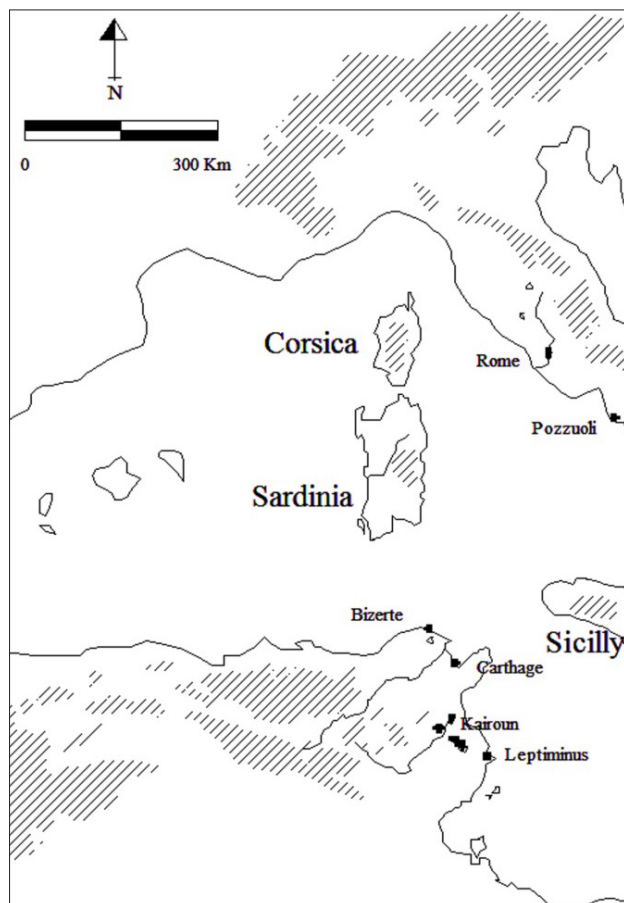 N
0 300 Km
Corsica
Rome
Pozzuoli
Sardinia
Bizerte
Sicilly
Carthage
Kairoun
Leptiminus